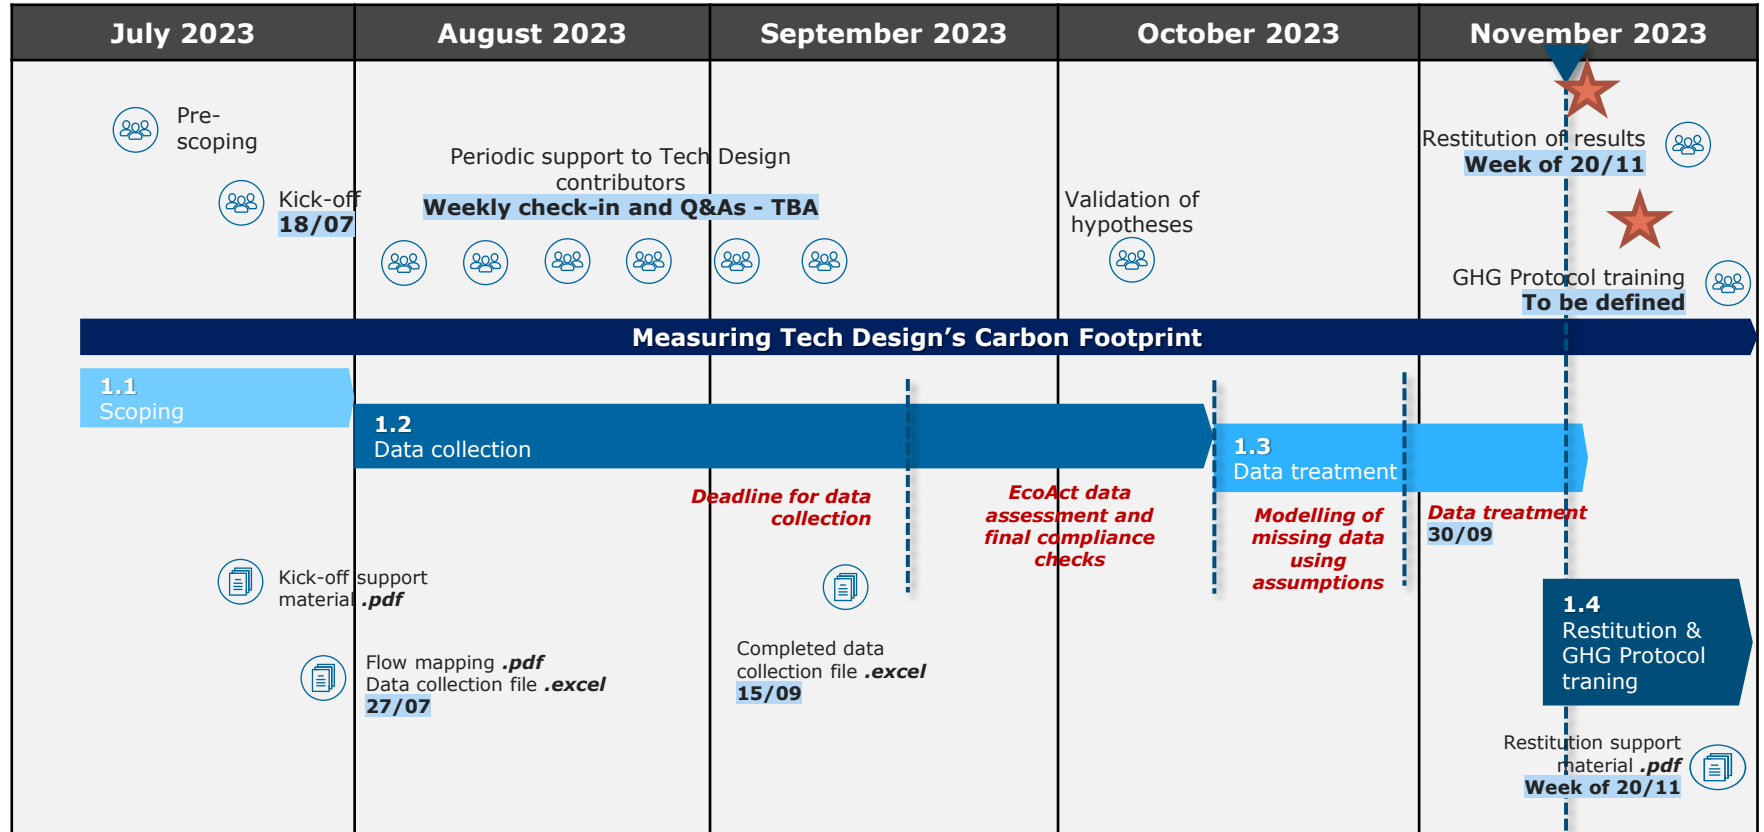 July 2023
August 2023
September 2023
October 2023
November 2023
Pre-
scoping
Kick-off
18/07
Periodic support to Tech Design
contributors
Weekly check-in and Q&As - TBA
Validation of
hypotheses
Restitution of results
Week of 20/11
GHG Protocol training
To be defined
Measuring Tech Design’s Carbon Footprint
1.1
Scoping
1.2
Data collection
1.3
Data treatment
Deadline for data
collection
EcoAct data
assessment and
final compliance
checks
Modelling of
missing data
using
assumptions
Data treatment
30/09
Kick-off support
material .pdf
Flow mapping .pdf
Data collection file .excel
27/07
Completed data
collection file .excel
15/09
1.4
Restitution &
GHG Protocol
traning
Restitution support
material .pdf
Week of 20/11